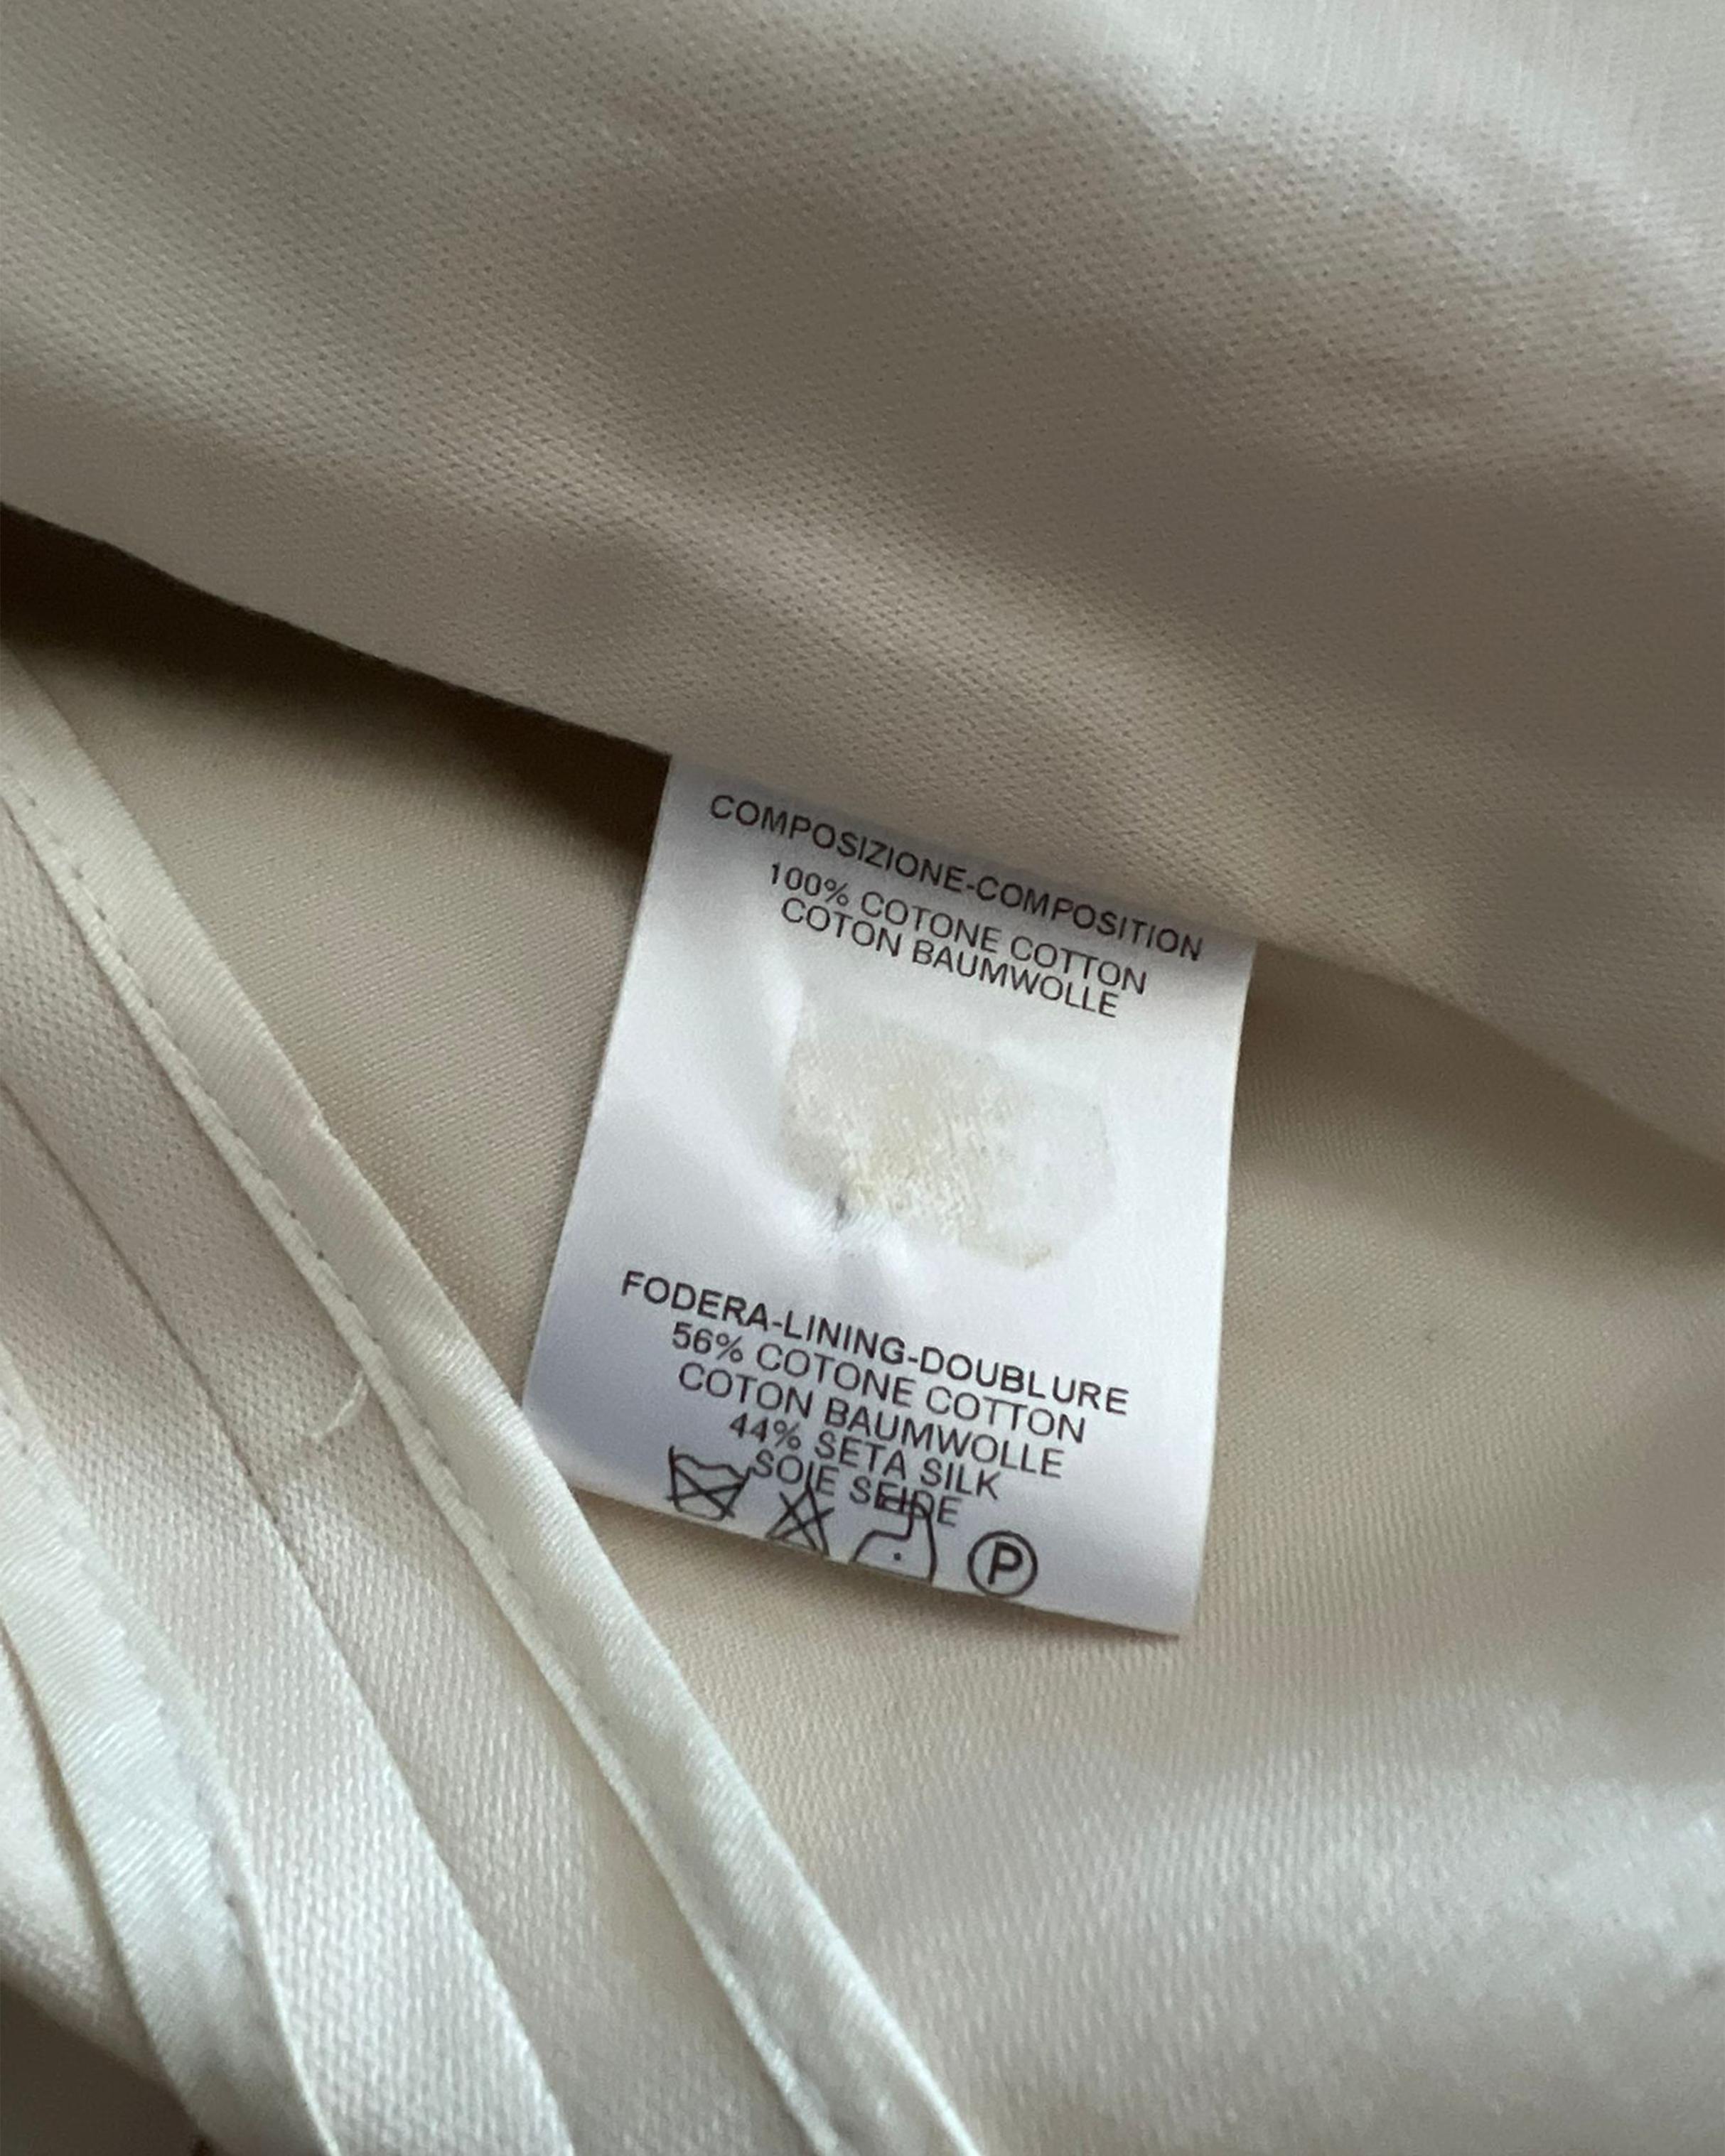 COMPOSIZIONE-COMPOSITION
100% COTONE COTTON
COTON BAUMWOLLE
FODERA-LINING-DOUBLURE
56% COTONE COTTON
COTON BAUMWOLLE
44% SETA SILK
SOIE SEIDE
P